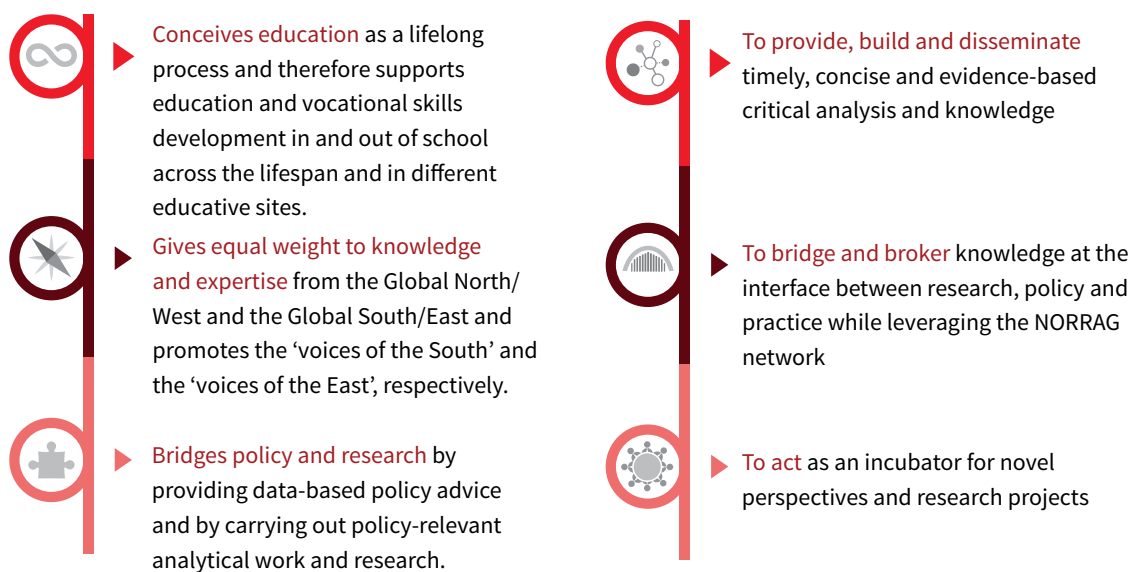 Conceives education as a lifelong
process and therefore supports
education and vocational skills
development in and out of school
across the lifespan and in different
educative sites.
Gives equal weight to knowledge
and expertise from the Global North/
West and the Global South/East and
promotes the ‘voices of the South’ and
the ‘voices of the East’, respectively.
Bridges policy and research by
providing data-based policy advice
and by carrying out policy-relevant
analytical work and research.
To provide, build and disseminate
timely, concise and evidence-based
critical analysis and knowledge
To bridge and broker knowledge at the
interface between research, policy and
practice while leveraging the NORRAG
network
To act as an incubator for novel
perspectives and research projects